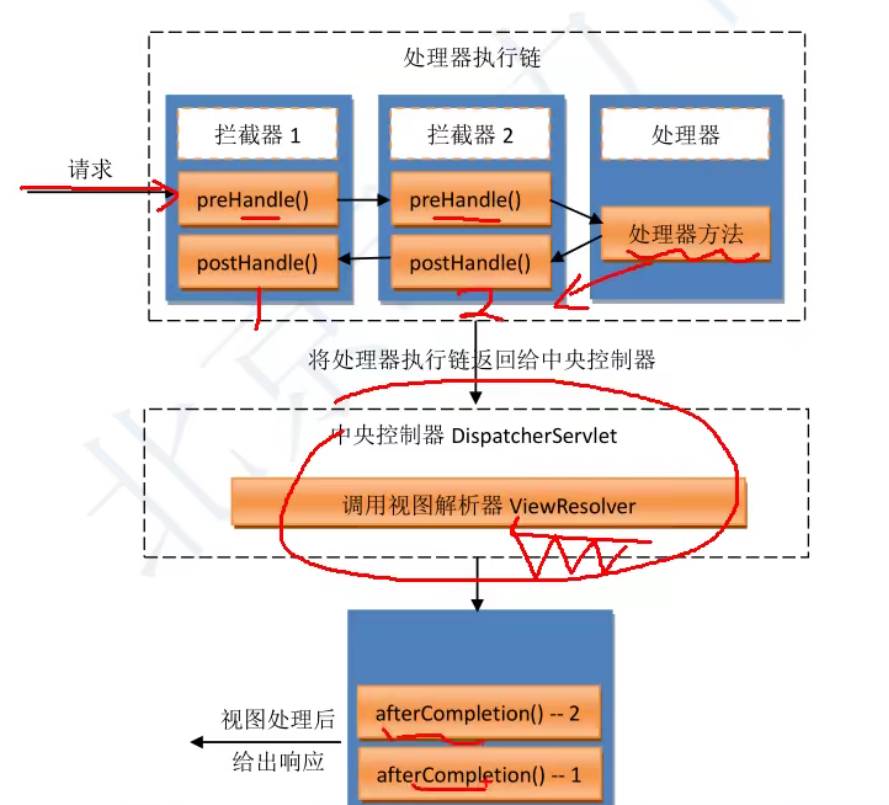 处理器执行链
拦截器 1
拦截器 2
处理器
请求
preHandle()
preHandle()
处理器方法
postHandle()
postHandle()
1
2
将处理器执行链返回给中央控制器
中央控制器 DispatcherServlet
调用视图解析器 ViewResolver
afterCompletion() -- 2
视图处理后
给出响应
afterCompletion() -- 1
北京